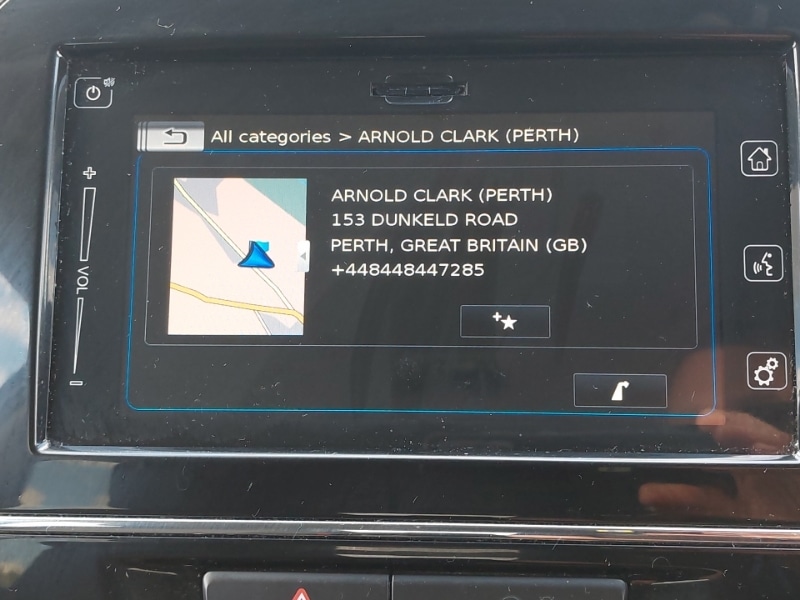 All categories > ARNOLD CLARK (PERTH)
ARNOLD CLARK (PERTH)
153 DUNKELD ROAD
PERTH, GREAT BRITAIN (GB)
+448448447285
+
VOL
–